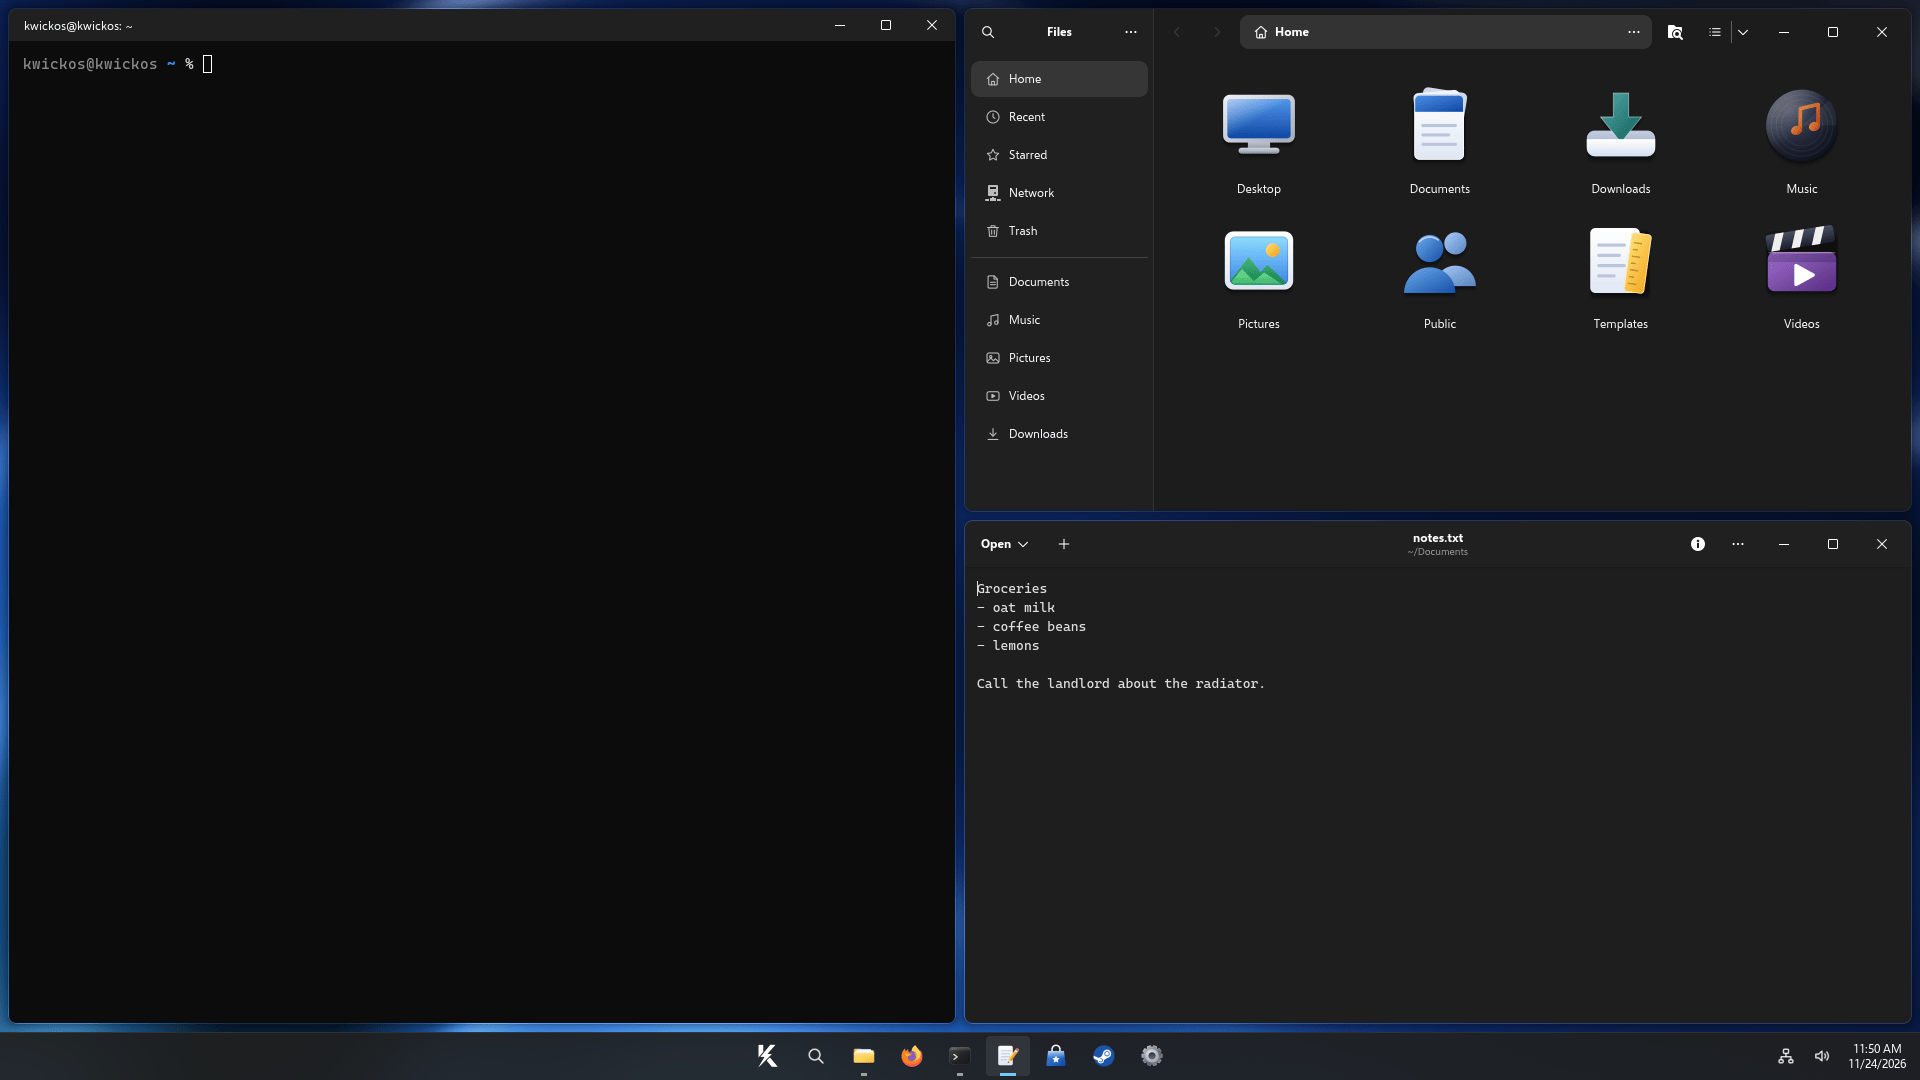 kwickos@kwickos: ~
kwickos@kwickos ~ %
Files
Home
Home
Recent
Starred
Network
Trash
Documents
Music
Pictures
Videos
Downloads
Desktop
Documents
Downloads
Music
Pictures
Public
Templates
Videos
Open
notes.txt
~/Documents
Groceries
- oat milk
- coffee beans
- lemons
Call the landlord about the radiator.
11:50 AM
11/24/2026